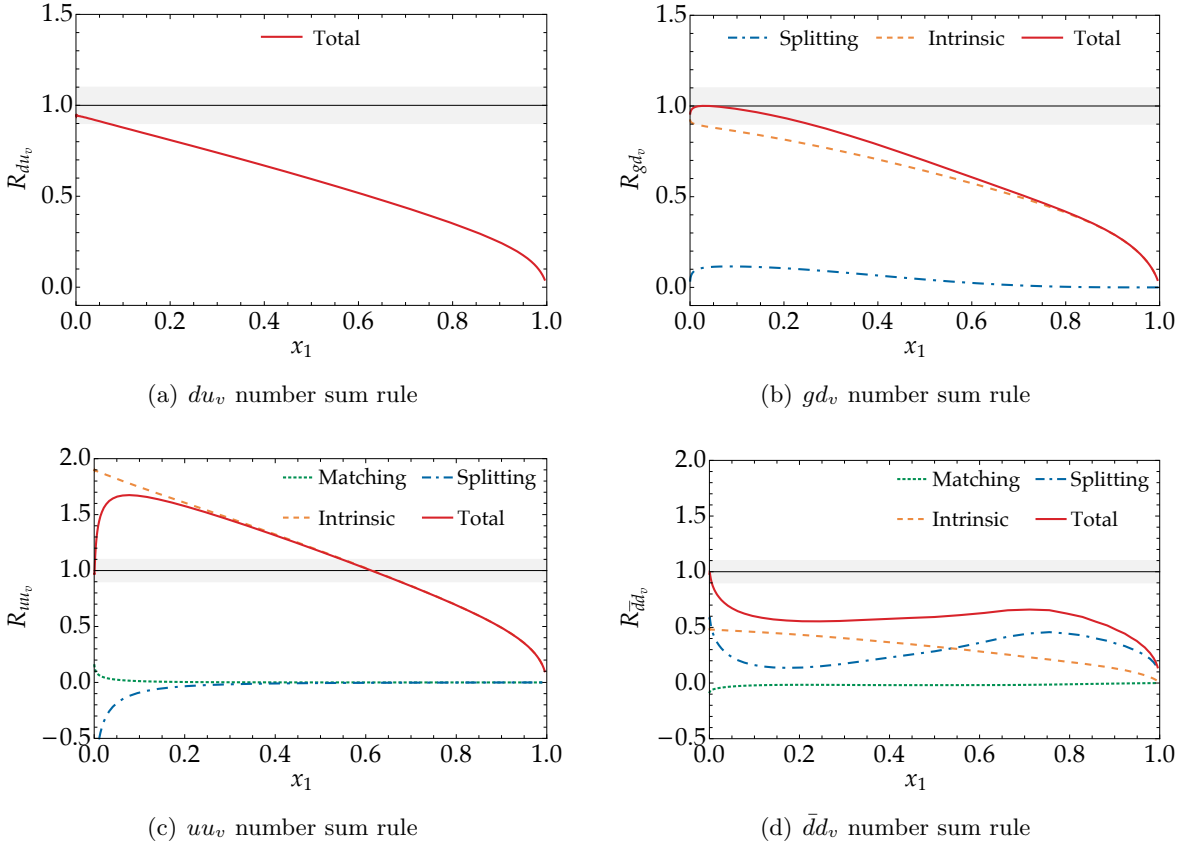 Total
1.5
1.0
0.5
0.0
R_{du_v}
0.0 0.2 0.4 0.6 0.8 1.0
x_1
(a) du_v number sum rule
Splitting Intrinsic Total
1.5
1.0
0.5
0.0
R_{gd_v}
0.0 0.2 0.4 0.6 0.8 1.0
x_1
(b) gd_v number sum rule
Matching Splitting
Intrinsic Total
2.0
1.5
1.0
0.5
0.0
−0.5
R_{uu_v}
0.0 0.2 0.4 0.6 0.8 1.0
x_1
(c) uu_v number sum rule
Matching Splitting
Intrinsic Total
2.0
1.5
1.0
0.5
0.0
−0.5
R_{d̄d_v}
0.0 0.2 0.4 0.6 0.8 1.0
x_1
(d) d̄d_v number sum rule